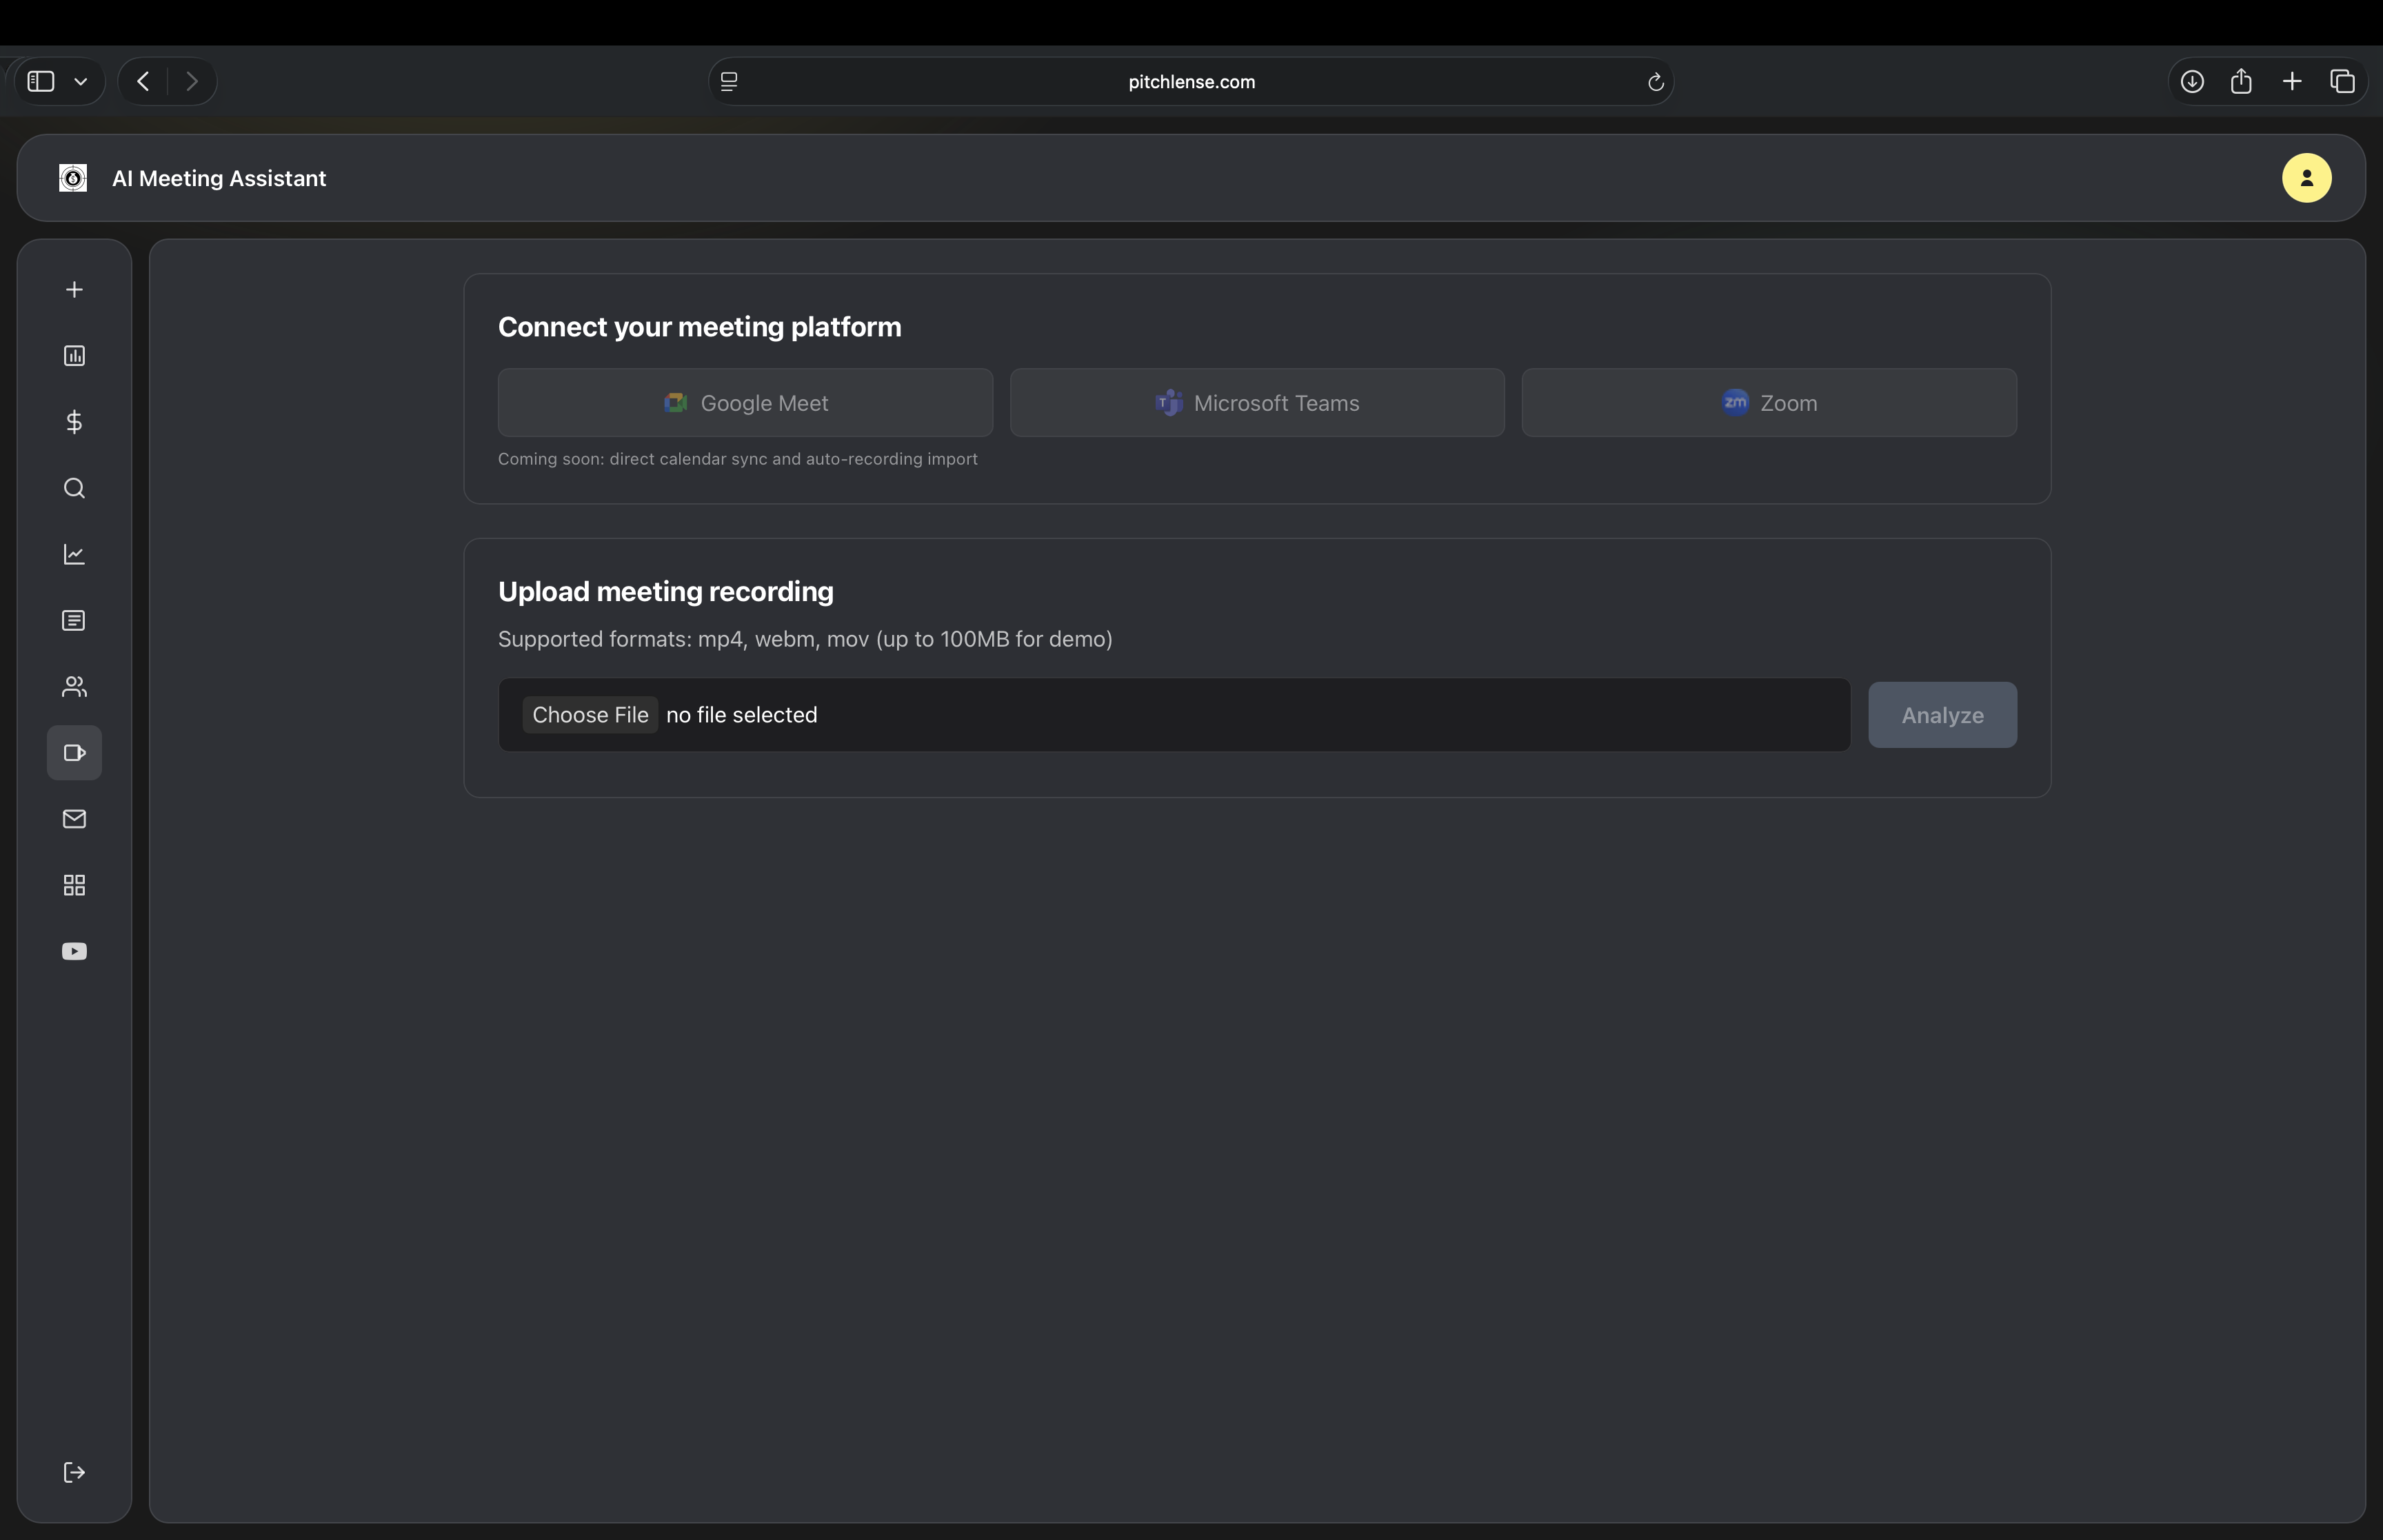 pitchlense.com
AI Meeting Assistant
Connect your meeting platform
Google Meet
Microsoft Teams
zm Zoom
Coming soon: direct calendar sync and auto-recording import
Upload meeting recording
Supported formats: mp4, webm, mov (up to 100MB for demo)
Choose File no file selected
Analyze